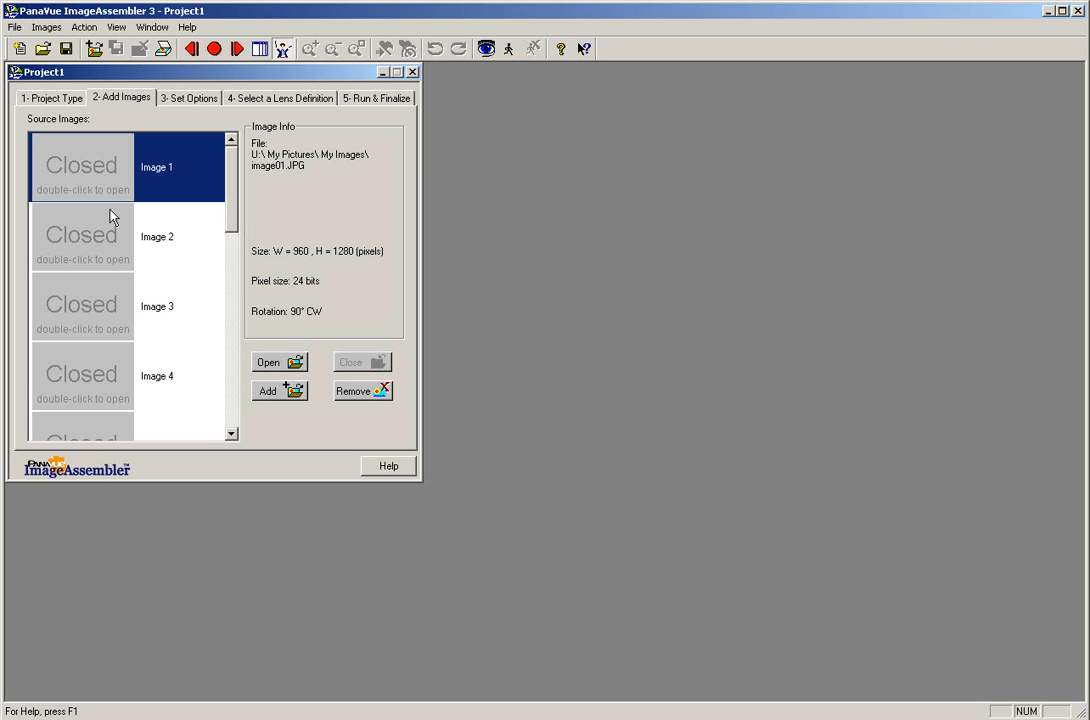 PanaVue ImageAssembler 3 - Project1
File Images Action View Window Help
Project1
1- Project Type 2- Add Images 3- Set Options 4- Select a Lens Definition 5- Run & Finalize
Source Images:
Closed
double-click to open
Image 1
Closed
double-click to open
Image 2
Closed
double-click to open
Image 3
Closed
double-click to open
Image 4
Closed
Image Info
File:
U:\ My Pictures\ My Images\
image01.JPG
Size: W = 960 , H = 1280 (pixels)
Pixel size: 24 bits
Rotation: 90° CW
Open Close
Add Remove
PANAVUE
ImageAssembler™
Help
For Help, press F1
NUM